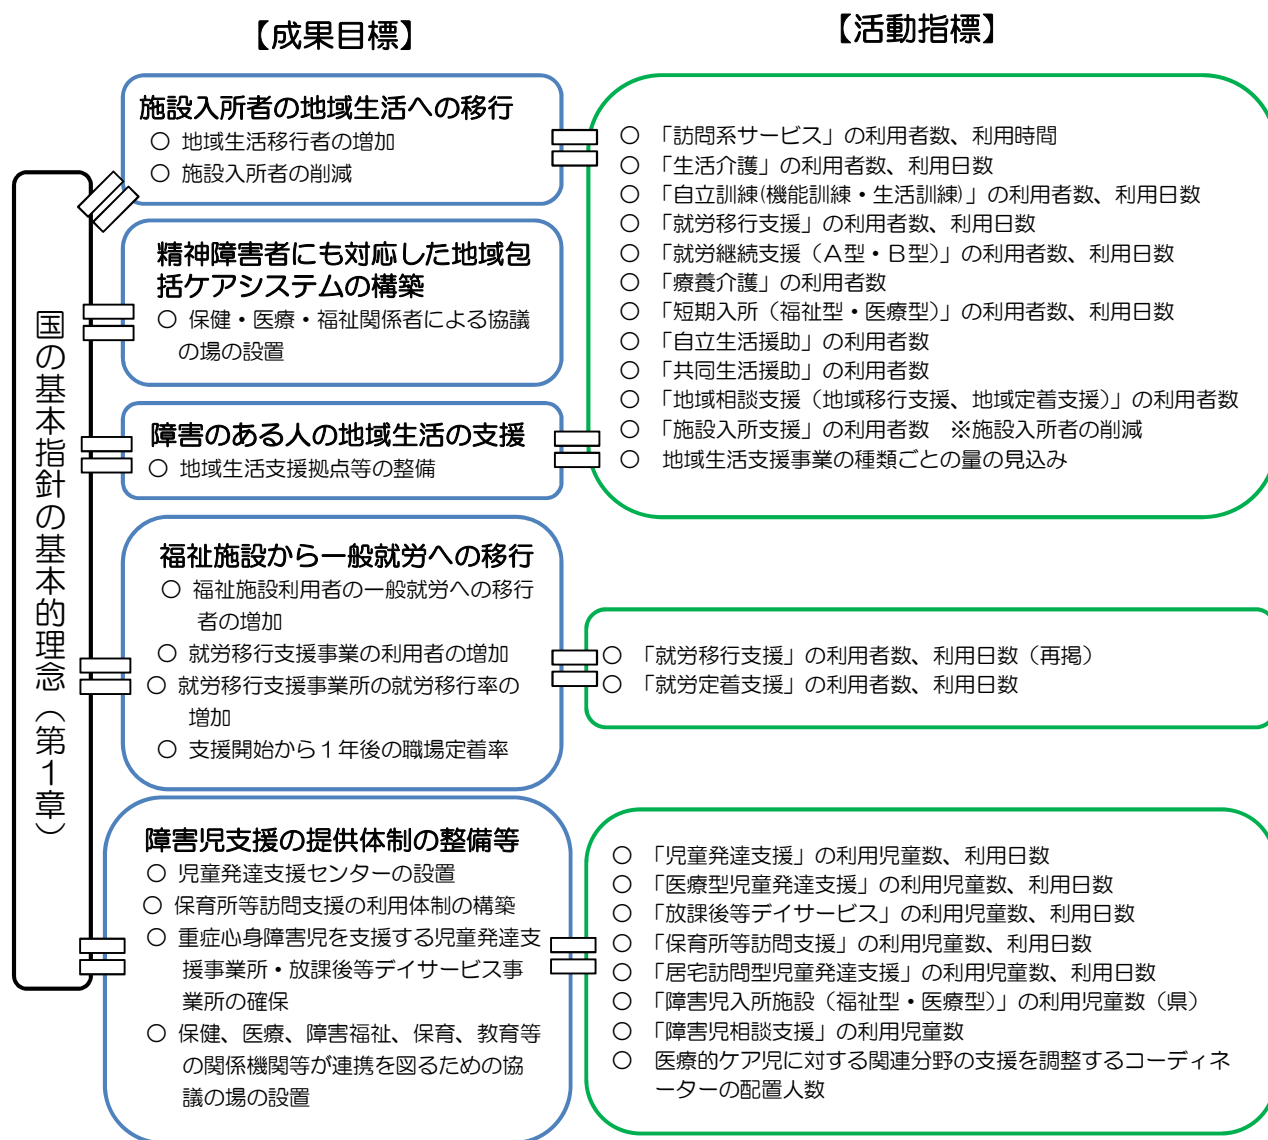 【成果目標】
【活動指標】
国の基本指針の基本的理念（第１章）
施設入所者の地域生活への移行
○ 地域生活移行者の増加
○ 施設入所者の削減
精神障害者にも対応した地域包
括ケアシステムの構築
○ 保健・医療・福祉関係者による協議
の場の設置
障害のある人の地域生活の支援
○ 地域生活支援拠点等の整備
○ 「訪問系サービス」の利用者数、利用時間
○ 「生活介護」の利用者数、利用日数
○ 「自立訓練(機能訓練・生活訓練)」の利用者数、利用日数
○ 「就労移行支援」の利用者数、利用日数
○ 「就労継続支援（Ａ型・Ｂ型）」の利用者数、利用日数
○ 「療養介護」の利用者数
○ 「短期入所（福祉型・医療型）」の利用者数、利用日数
○ 「自立生活援助」の利用者数
○ 「共同生活援助」の利用者数
○ 「地域相談支援（地域移行支援、地域定着支援）」の利用者数
○ 「施設入所支援」の利用者数　※施設入所者の削減
○ 地域生活支援事業の種類ごとの量の見込み
福祉施設から一般就労への移行
○ 福祉施設利用者の一般就労への移行
者の増加
○ 就労移行支援事業の利用者の増加
○ 就労移行支援事業所の就労移行率の
増加
○ 支援開始から１年後の職場定着率
○ 「就労移行支援」の利用者数、利用日数（再掲）
○ 「就労定着支援」の利用者数、利用日数
障害児支援の提供体制の整備等
○ 児童発達支援センターの設置
○ 保育所等訪問支援の利用体制の構築
○ 重症心身障害児を支援する児童発達支
援事業所・放課後等デイサービス事
業所の確保
○ 保健、医療、障害福祉、保育、教育等
の関係機関等が連携を図るための協
議の場の設置
○ 「児童発達支援」の利用児童数、利用日数
○ 「医療型児童発達支援」の利用児童数、利用日数
○ 「放課後等デイサービス」の利用児童数、利用日数
○ 「保育所等訪問支援」の利用児童数、利用日数
○ 「居宅訪問型児童発達支援」の利用児童数、利用日数
○ 「障害児入所施設（福祉型・医療型）」の利用児童数（県）
○ 「障害児相談支援」の利用児童数
○ 医療的ケア児に対する関連分野の支援を調整するコーディネ
ーターの配置人数